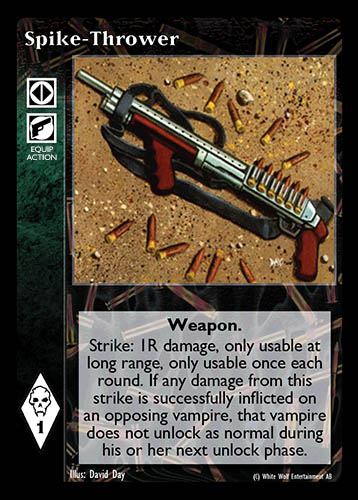 Spike-Thrower
EQUIP
ACTION
Weapon.
Strike: 1R damage, only usable at
long range, only usable once each
round. If any damage from this
strike is successfully inflicted on
an opposing vampire, that vampire
does not unlock as normal during
his or her next unlock phase.
1
Illus: David Day
(C) White Wolf Entertainment AB